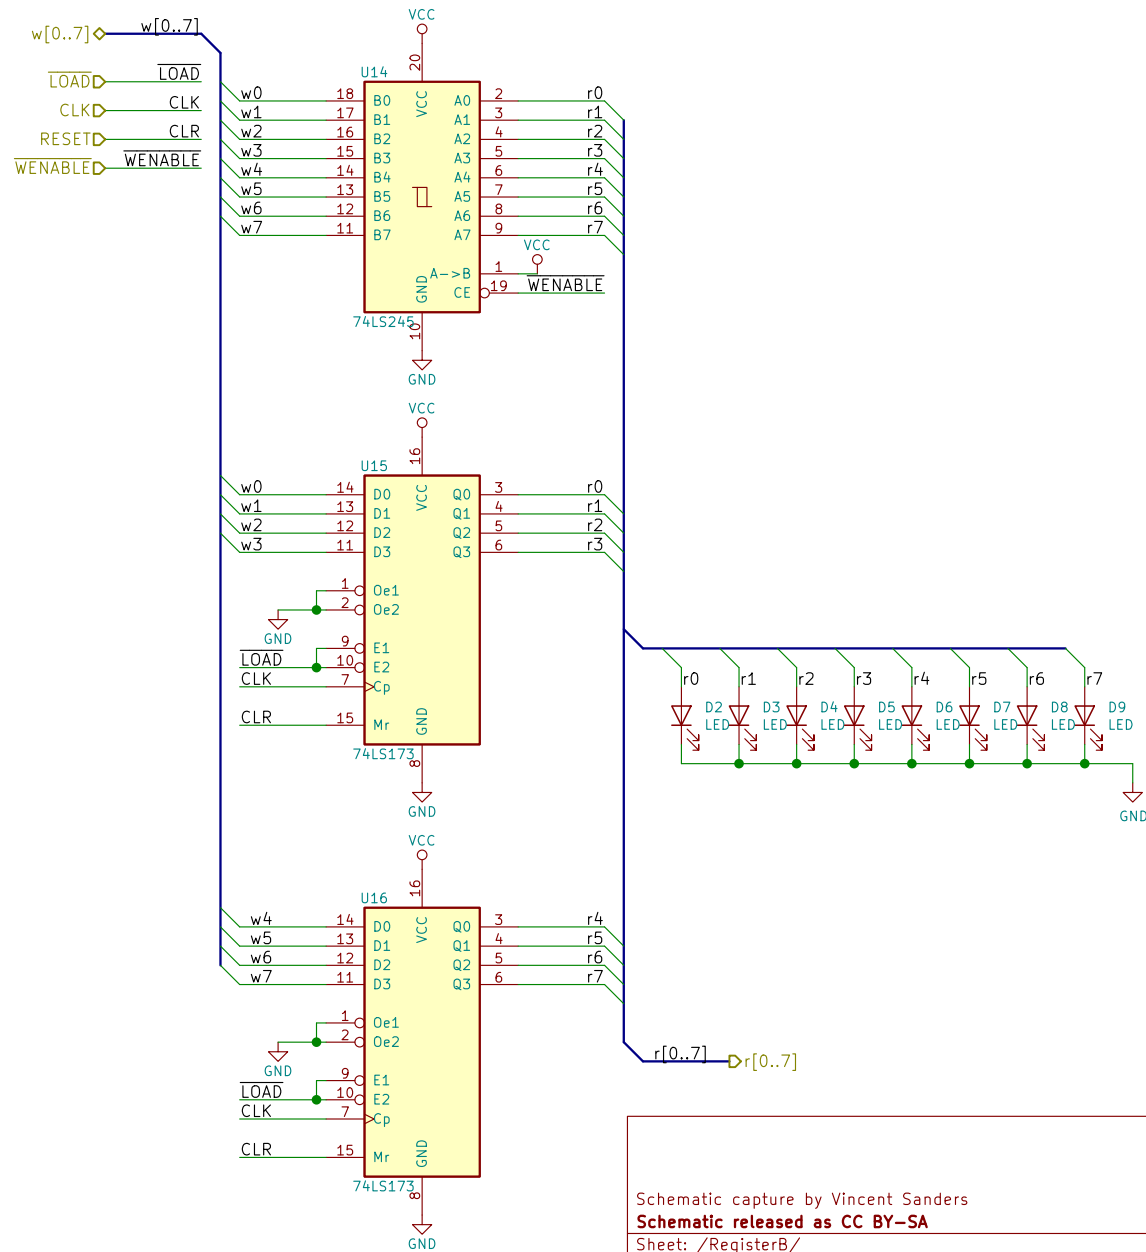 w[0..7]
w[0..7]
LOAD
LOAD
CLK
CLK
RESET
CLR
WENABLE
WENABLE
VCC
20
U14
VCC
w0 18 B0 A0 2 r0
w1 17 B1 A1 3 r1
w2 16 B2 A2 4 r2
w3 15 B3 A3 5 r3
w4 14 B4 A4 6 r4
w5 13 B5 A5 7 r5
w6 12 B6 A6 8 r6
w7 11 B7 A7 9 r7
VCC
A->B 1
CE 19 WENABLE
GND
74LS245
10
GND
VCC
16
U15
VCC
w0 14 D0 Q0 3 r0
w1 13 D1 Q1 4 r1
w2 12 D2 Q2 5 r2
w3 11 D3 Q3 6 r3
1 Oe1
2 Oe2
GND
9 E1
LOAD 10 E2
CLK 7 Cp
CLR 15 Mr
GND
74LS173
8
GND
r0 r1 r2 r3 r4 r5 r6 r7
D2 D3 D4 D5 D6 D7 D8 D9
LED LED LED LED LED LED LED LED
GND
VCC
16
U16
VCC
w4 14 D0 Q0 3 r4
w5 13 D1 Q1 4 r5
w6 12 D2 Q2 5 r6
w7 11 D3 Q3 6 r7
1 Oe1
2 Oe2
GND
9 E1
LOAD 10 E2
CLK 7 Cp
CLR 15 Mr
GND
74LS173
8
GND
r[0..7]
r[0..7]
Schematic capture by Vincent Sanders
Schematic released as CC BY-SA
Sheet: /RegisterB/